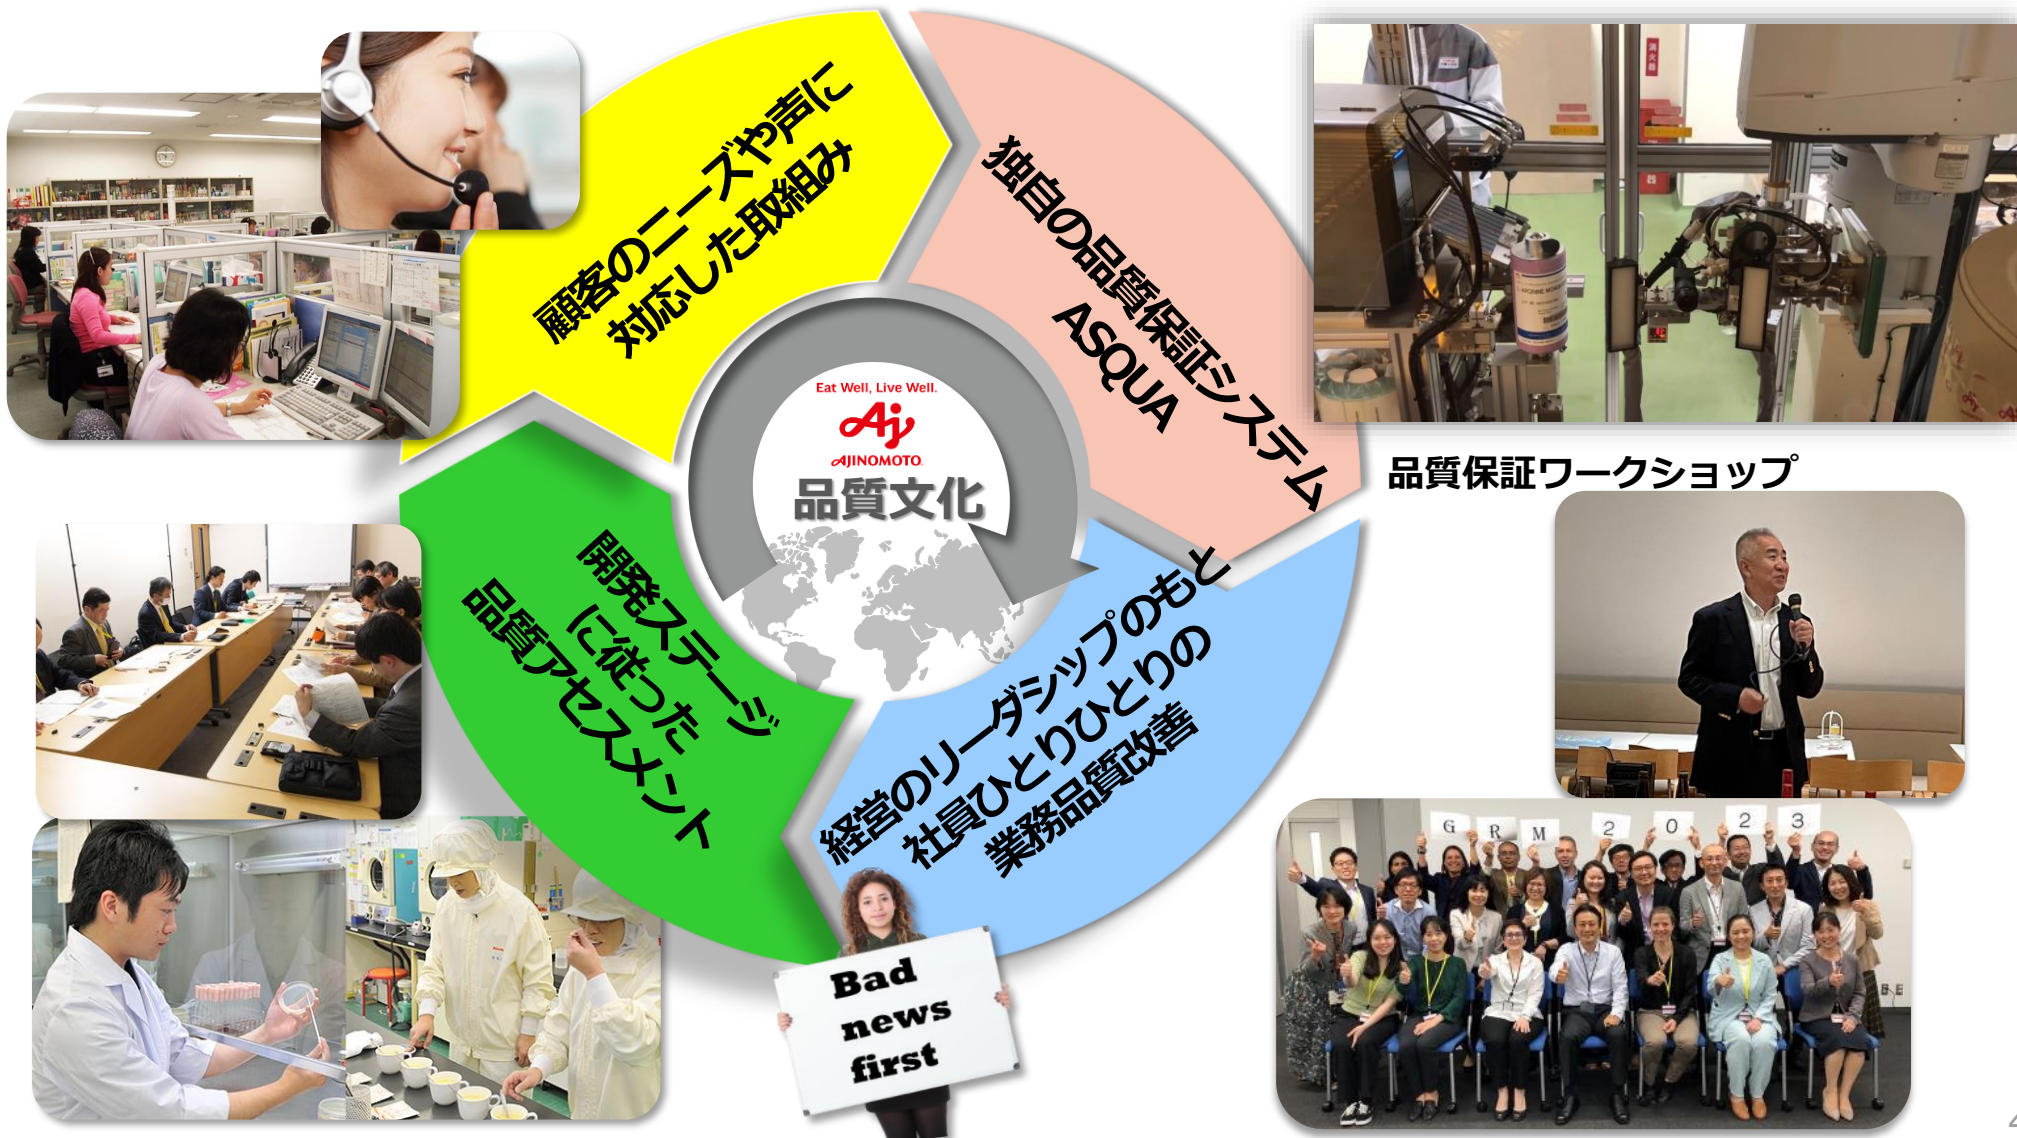 顧客のニーズや声に
対応した取組み
独自の品質保証システム
ASQUA
Eat Well, Live Well.
Aj
AJINOMOTO
品質文化
開発ステージ
に従った
品質アセスメント
経営のリーダシップのもと
社員ひとりひとりの
業務品質改善
Bad
news
first
消火器
品質保証ワークショップ
G R M 2 0 2 3